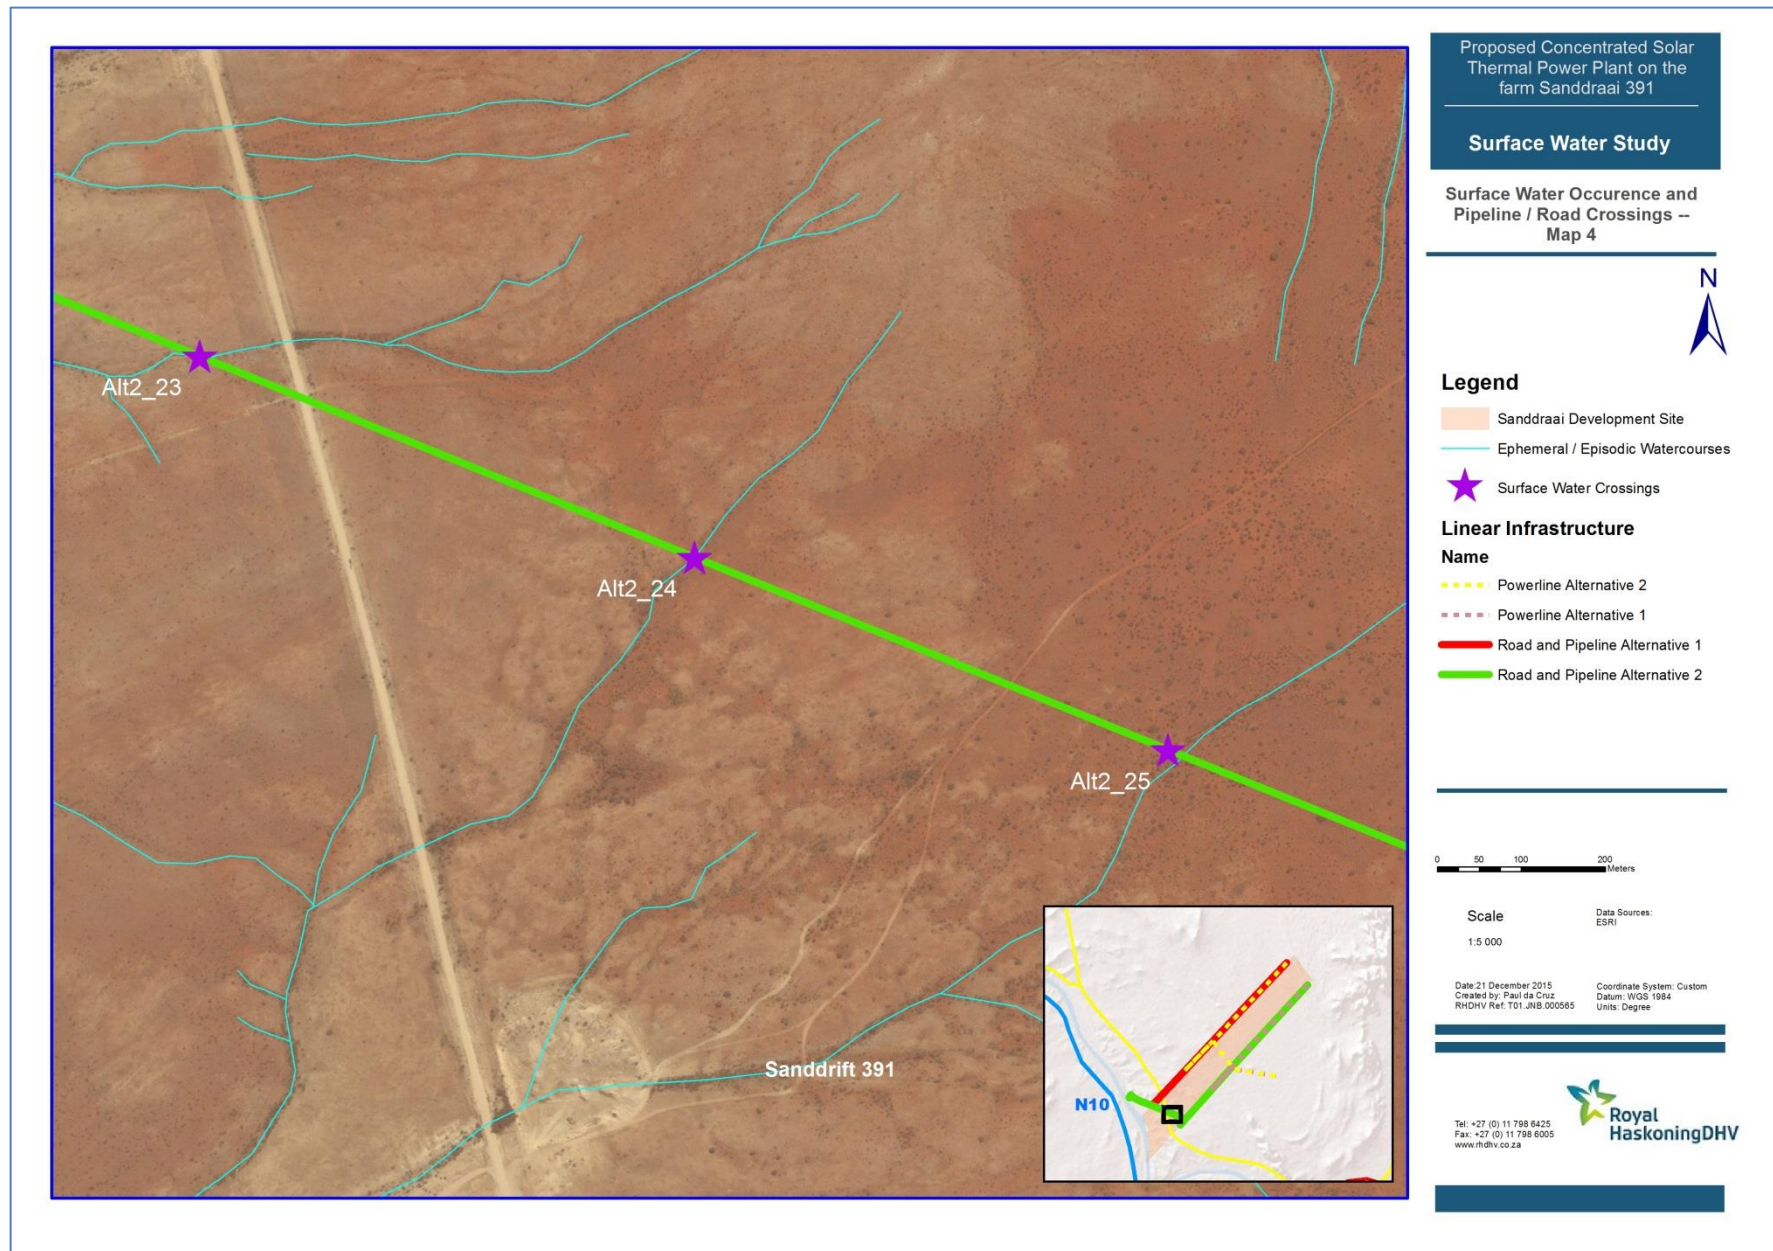 Proposed Concentrated Solar
Thermal Power Plant on the
farm Sanddraai 391
Surface Water Study
Surface Water Occurence and
Pipeline / Road Crossings --
Map 4
N
Legend
Sanddraai Development Site
Ephemeral / Episodic Watercourses
Surface Water Crossings
Linear Infrastructure
Name
Powerline Alternative 2
Powerline Alternative 1
Road and Pipeline Alternative 1
Road and Pipeline Alternative 2
0 50 100 200
Meters
Scale
1:5 000
Data Sources:
ESRI
Date:21 December 2015
Created by: Paul da Cruz
RHDHV Ref: T01.JNB.000565
Coordinate System: Custom
Datum: WGS 1984
Units: Degree
Tel: +27 (0) 11 798 6425
Fax: +27 (0) 11 798 6005
www.rhdhv.co.za
Royal
HaskoningDHV
Alt2_23
Alt2_24
Alt2_25
Sanddrift 391
N10